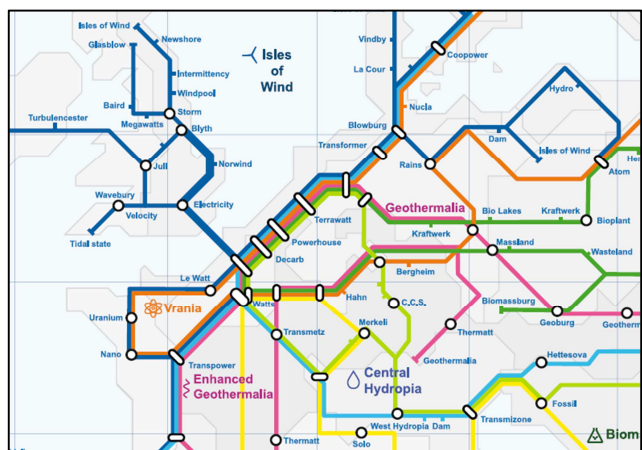 Isles of Wind
Newshore
Glasblow
Intermittency
Windpool
Baird
Storm
Megawatts
Blyth
Turbulencester
Jull
Norwind
Wavebury
Velocity
Electricity
Tidal state
Isles
of
Wind
Vindby
La Cour
Coopower
Nucla
Blowburg
Transformer
Rains
Hydro
Dam
Isles of Wind
Atom
Terrawatt
Powerhouse
Decarb
Geothermalia
Bio Lakes
Kraftwerk
Bioplant
Kraftwerk
Massland
Wasteland
Bergheim
Le Watt
Watte
Hahn
Vrania
Uranium
Nano
Transpower
Enhanced
Geothermalia
Transmetz
Merkeli
C.C.S.
Biomassburg
Geoburg
Thermatt
Geothermalia
Central
Hydropia
Hettesova
Fossil
West Hydropia
Dam
Transmizone
Thermatt
Solo
Biom